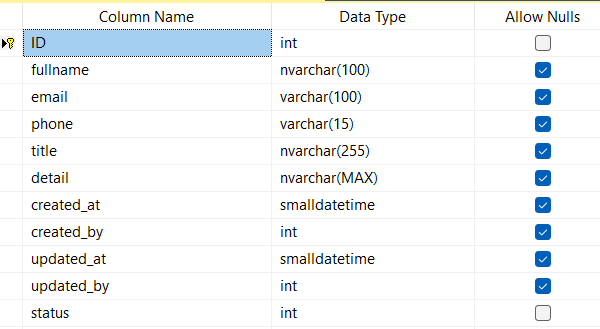 Column Name Data Type Allow Nulls
ID int
fullname nvarchar(100)
email varchar(100)
phone varchar(15)
title nvarchar(255)
detail nvarchar(MAX)
created_at smalldatetime
created_by int
updated_at smalldatetime
updated_by int
status int